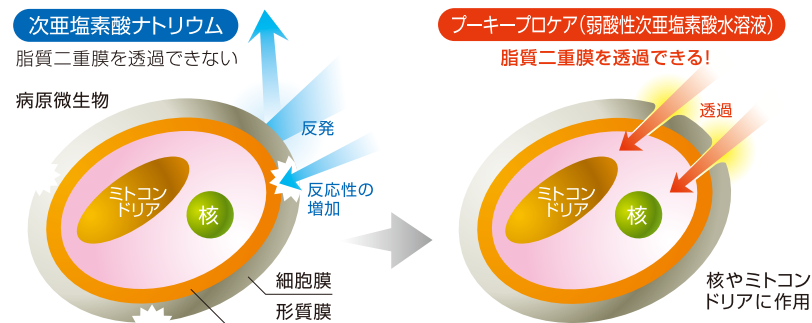 次亜塩素酸ナトリウム
脂質二重膜を透過できない
病原微生物
反発
反応性の
増加
ミトコン
ドリア
核
細胞膜
形質膜
プーキープロケア(弱酸性次亜塩素酸水溶液)
脂質二重膜を透過できる!
透過
ミトコン
ドリア
核
核やミトコン
ドリアに作用